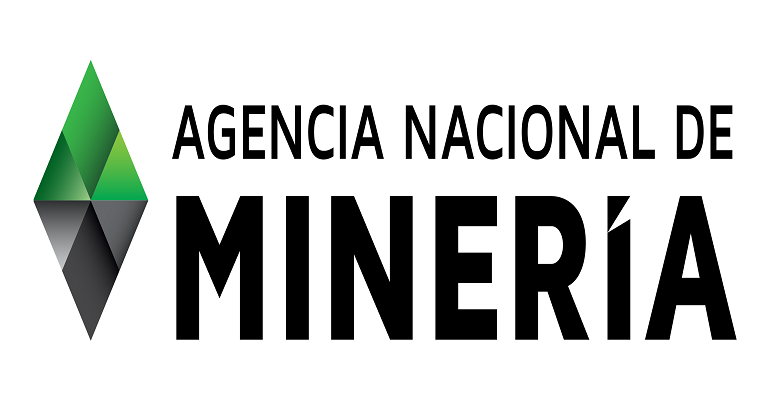 AGENCIA NACIONAL DE
MINERÍA